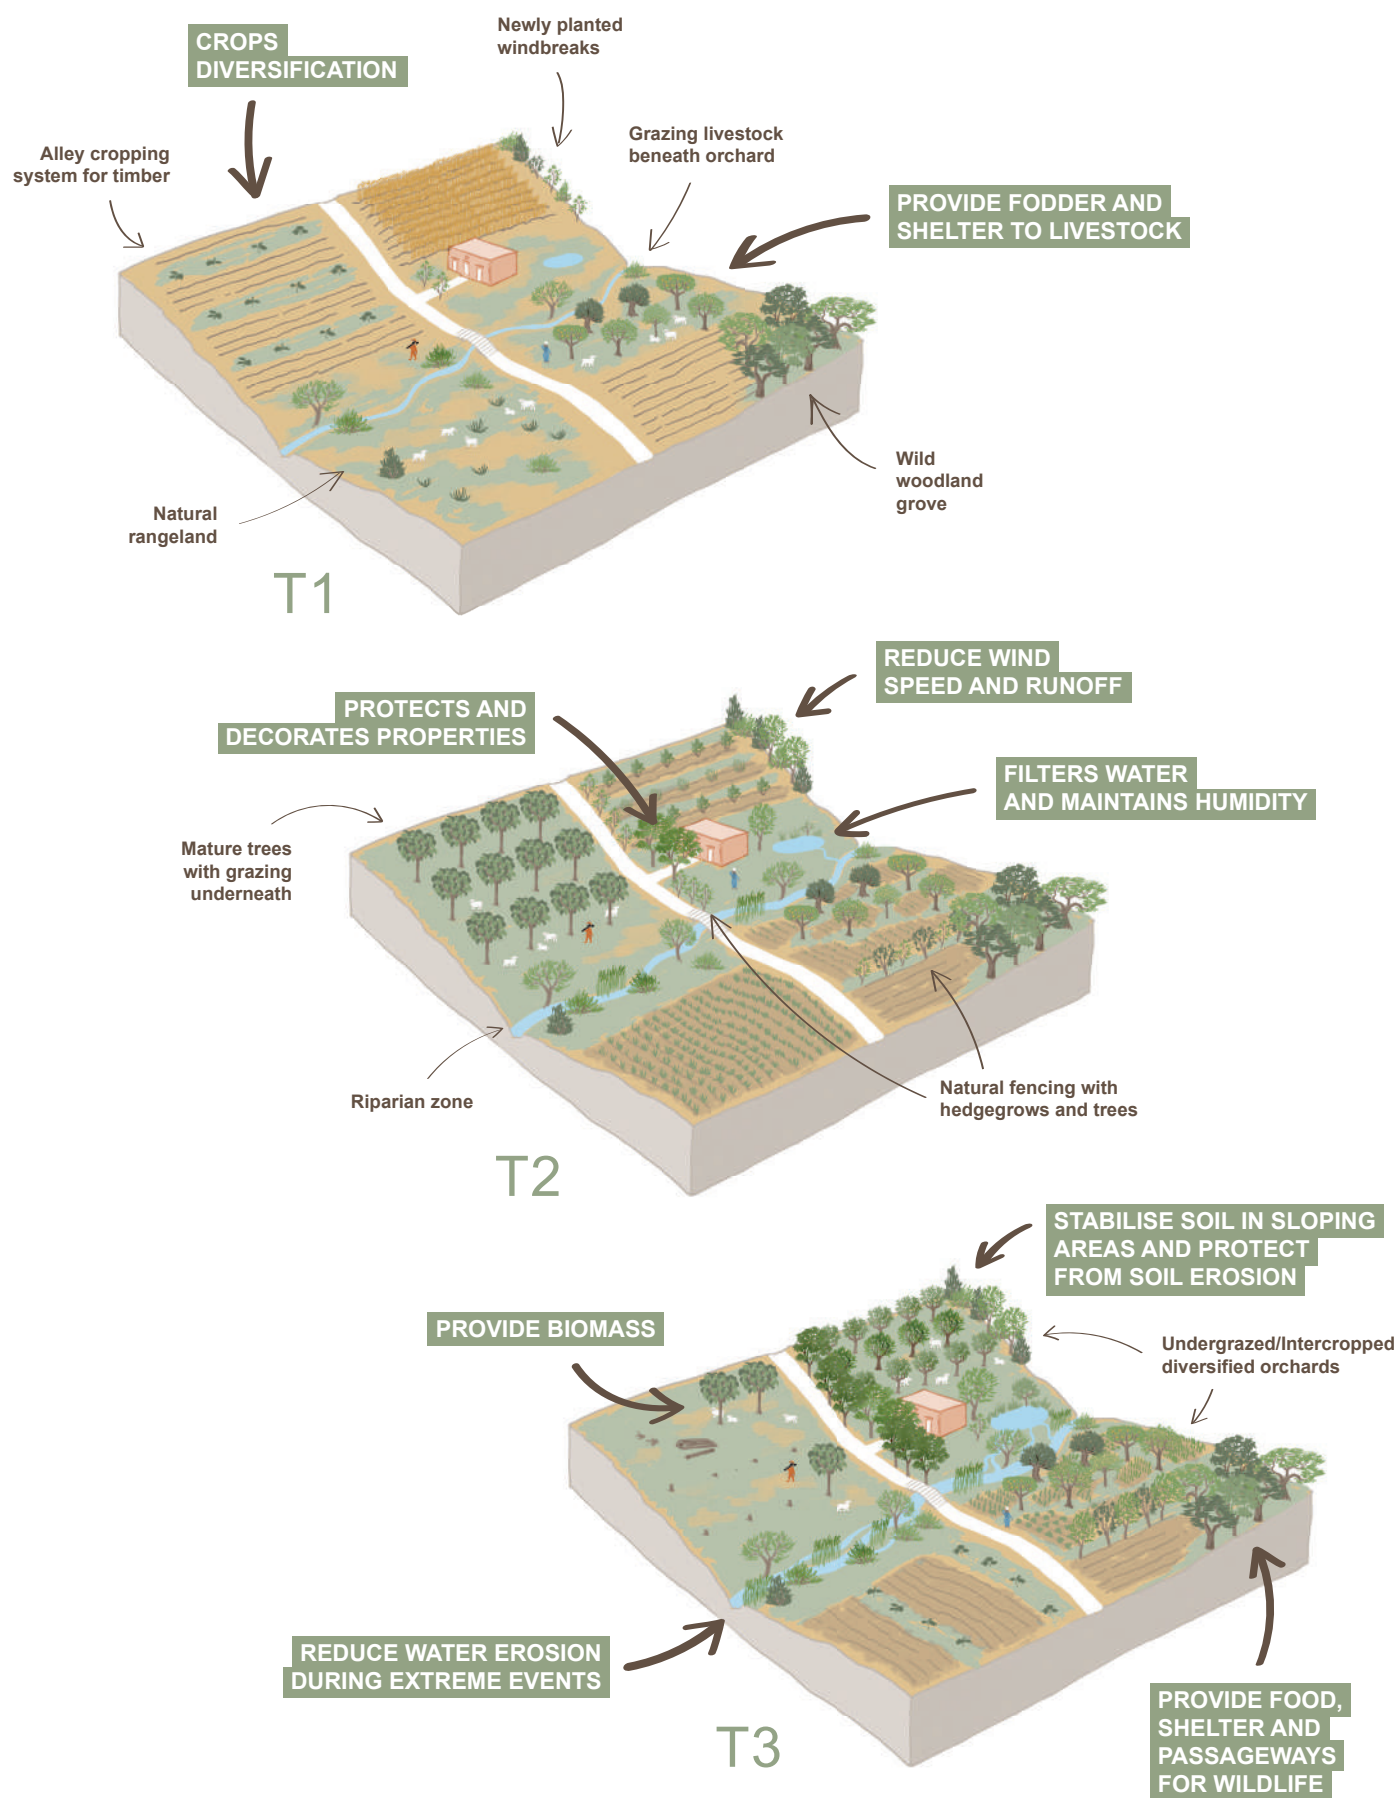 Newly planted
windbreaks
CROPS
DIVERSIFICATION
Grazing livestock
beneath orchard
Alley cropping
system for timber
PROVIDE FODDER AND
SHELTER TO LIVESTOCK
Wild
woodland
grove
Natural
rangeland
T1
REDUCE WIND
SPEED AND RUNOFF
PROTECTS AND
DECORATES PROPERTIES
FILTERS WATER
AND MAINTAINS HUMIDITY
Mature trees
with grazing
underneath
Natural fencing with
hedgegrows and trees
Riparian zone
T2
STABILISE SOIL IN SLOPING
AREAS AND PROTECT
FROM SOIL EROSION
PROVIDE BIOMASS
Undergrazed/Intercropped
diversified orchards
REDUCE WATER EROSION
DURING EXTREME EVENTS
PROVIDE FOOD,
SHELTER AND
PASSAGEWAYS
FOR WILDLIFE
T3